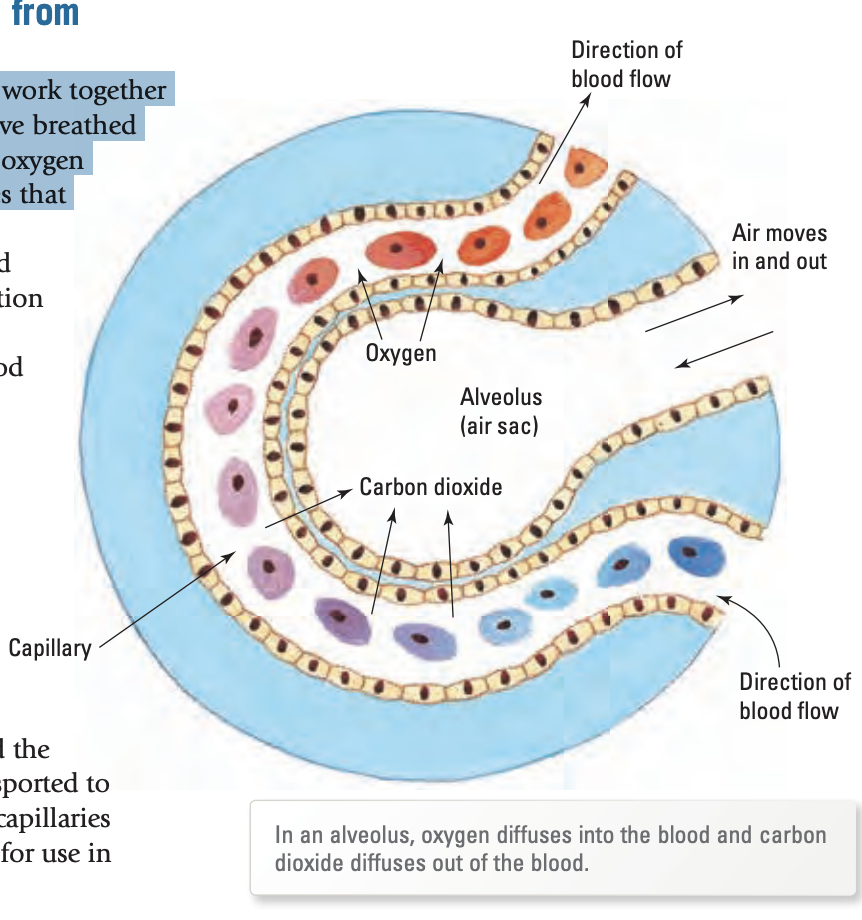 from
work together
ve breathed
oxygen
s that
d
tion
od
d the
sported to
capillaries
for use in
Direction of
blood flow
Air moves
in and out
Oxygen
Alveolus
(air sac)
Carbon dioxide
Capillary
Direction of
blood flow
In an alveolus, oxygen diffuses into the blood and carbon
dioxide diffuses out of the blood.